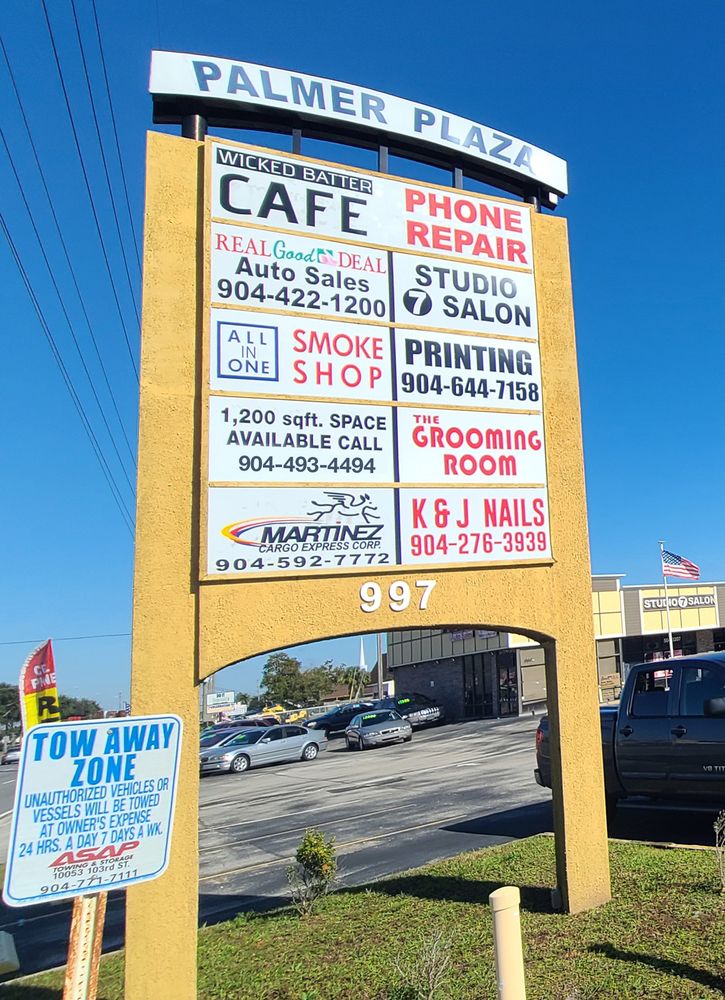 PALMER PLAZA
WICKED BATTER
CAFE
PHONE
REPAIR
REAL Good DEAL
Auto Sales
904-422-1200
STUDIO
7 SALON
ALL
IN
ONE
SMOKE
SHOP
PRINTING
904-644-7158
1,200 sqft. SPACE
AVAILABLE CALL
904-493-4494
THE
GROOMING
ROOM
MARTINEZ
CARGO EXPRESS CORP.
904-592-7772
K & J NAILS
904-276-3939
997
STUDIO 7 SALON
TOW AWAY
ZONE
UNAUTHORIZED VEHICLES OR
VESSELS WILL BE TOWED
AT OWNER'S EXPENSE
24 HRS. A DAY 7 DAYS A WK.
ASAP
TOWING & STORAGE
10053 103rd ST.
904-771-7111